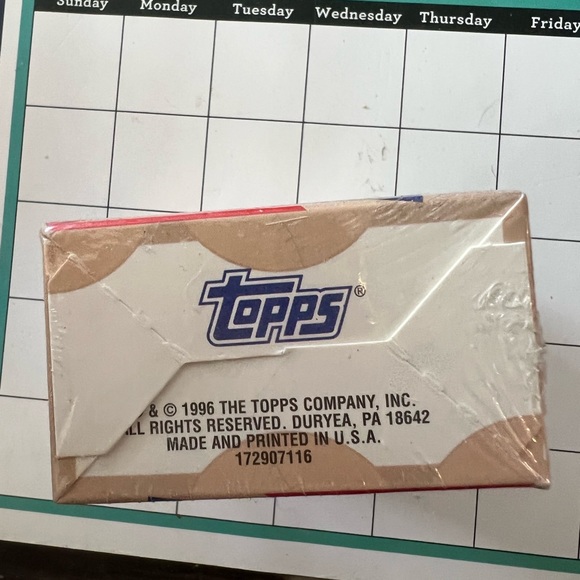 Sunday Monday Tuesday Wednesday Thursday Friday
Topps®
& © 1996 THE TOPPS COMPANY, INC.
ALL RIGHTS RESERVED. DURYEA, PA 18642
MADE AND PRINTED IN U.S.A.
172907116